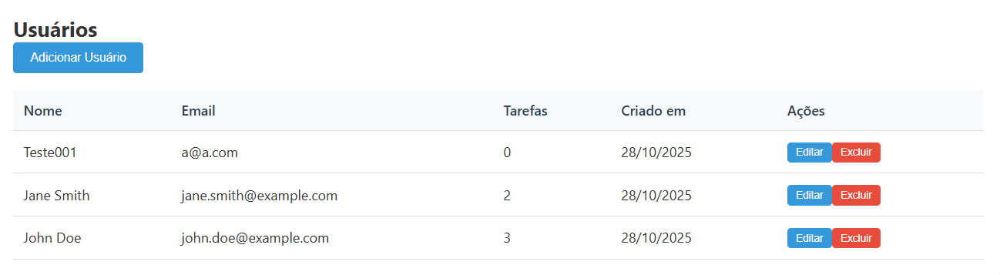 Usuários
Adicionar Usuário
Nome Email Tarefas Criado em Ações
Teste001 a@a.com 0 28/10/2025 Editar Excluir
Jane Smith jane.smith@example.com 2 28/10/2025 Editar Excluir
John Doe john.doe@example.com 3 28/10/2025 Editar Excluir